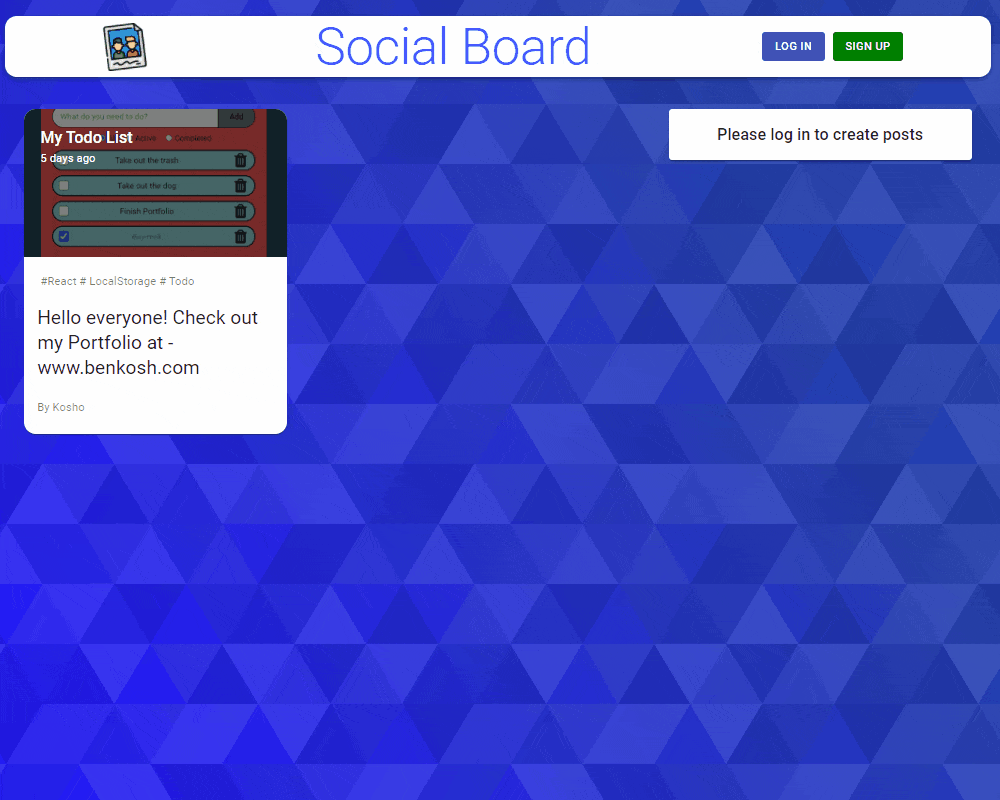 Social Board
LOG IN
SIGN UP
What do you need to do?
Add
My Todo List
Active
Completed
5 days ago
Take out the trash
Take out the dog
Finish Portfolio
#React # LocalStorage # Todo
Hello everyone! Check out
my Portfolio at -
www.benkosh.com
By Kosho
Please log in to create posts